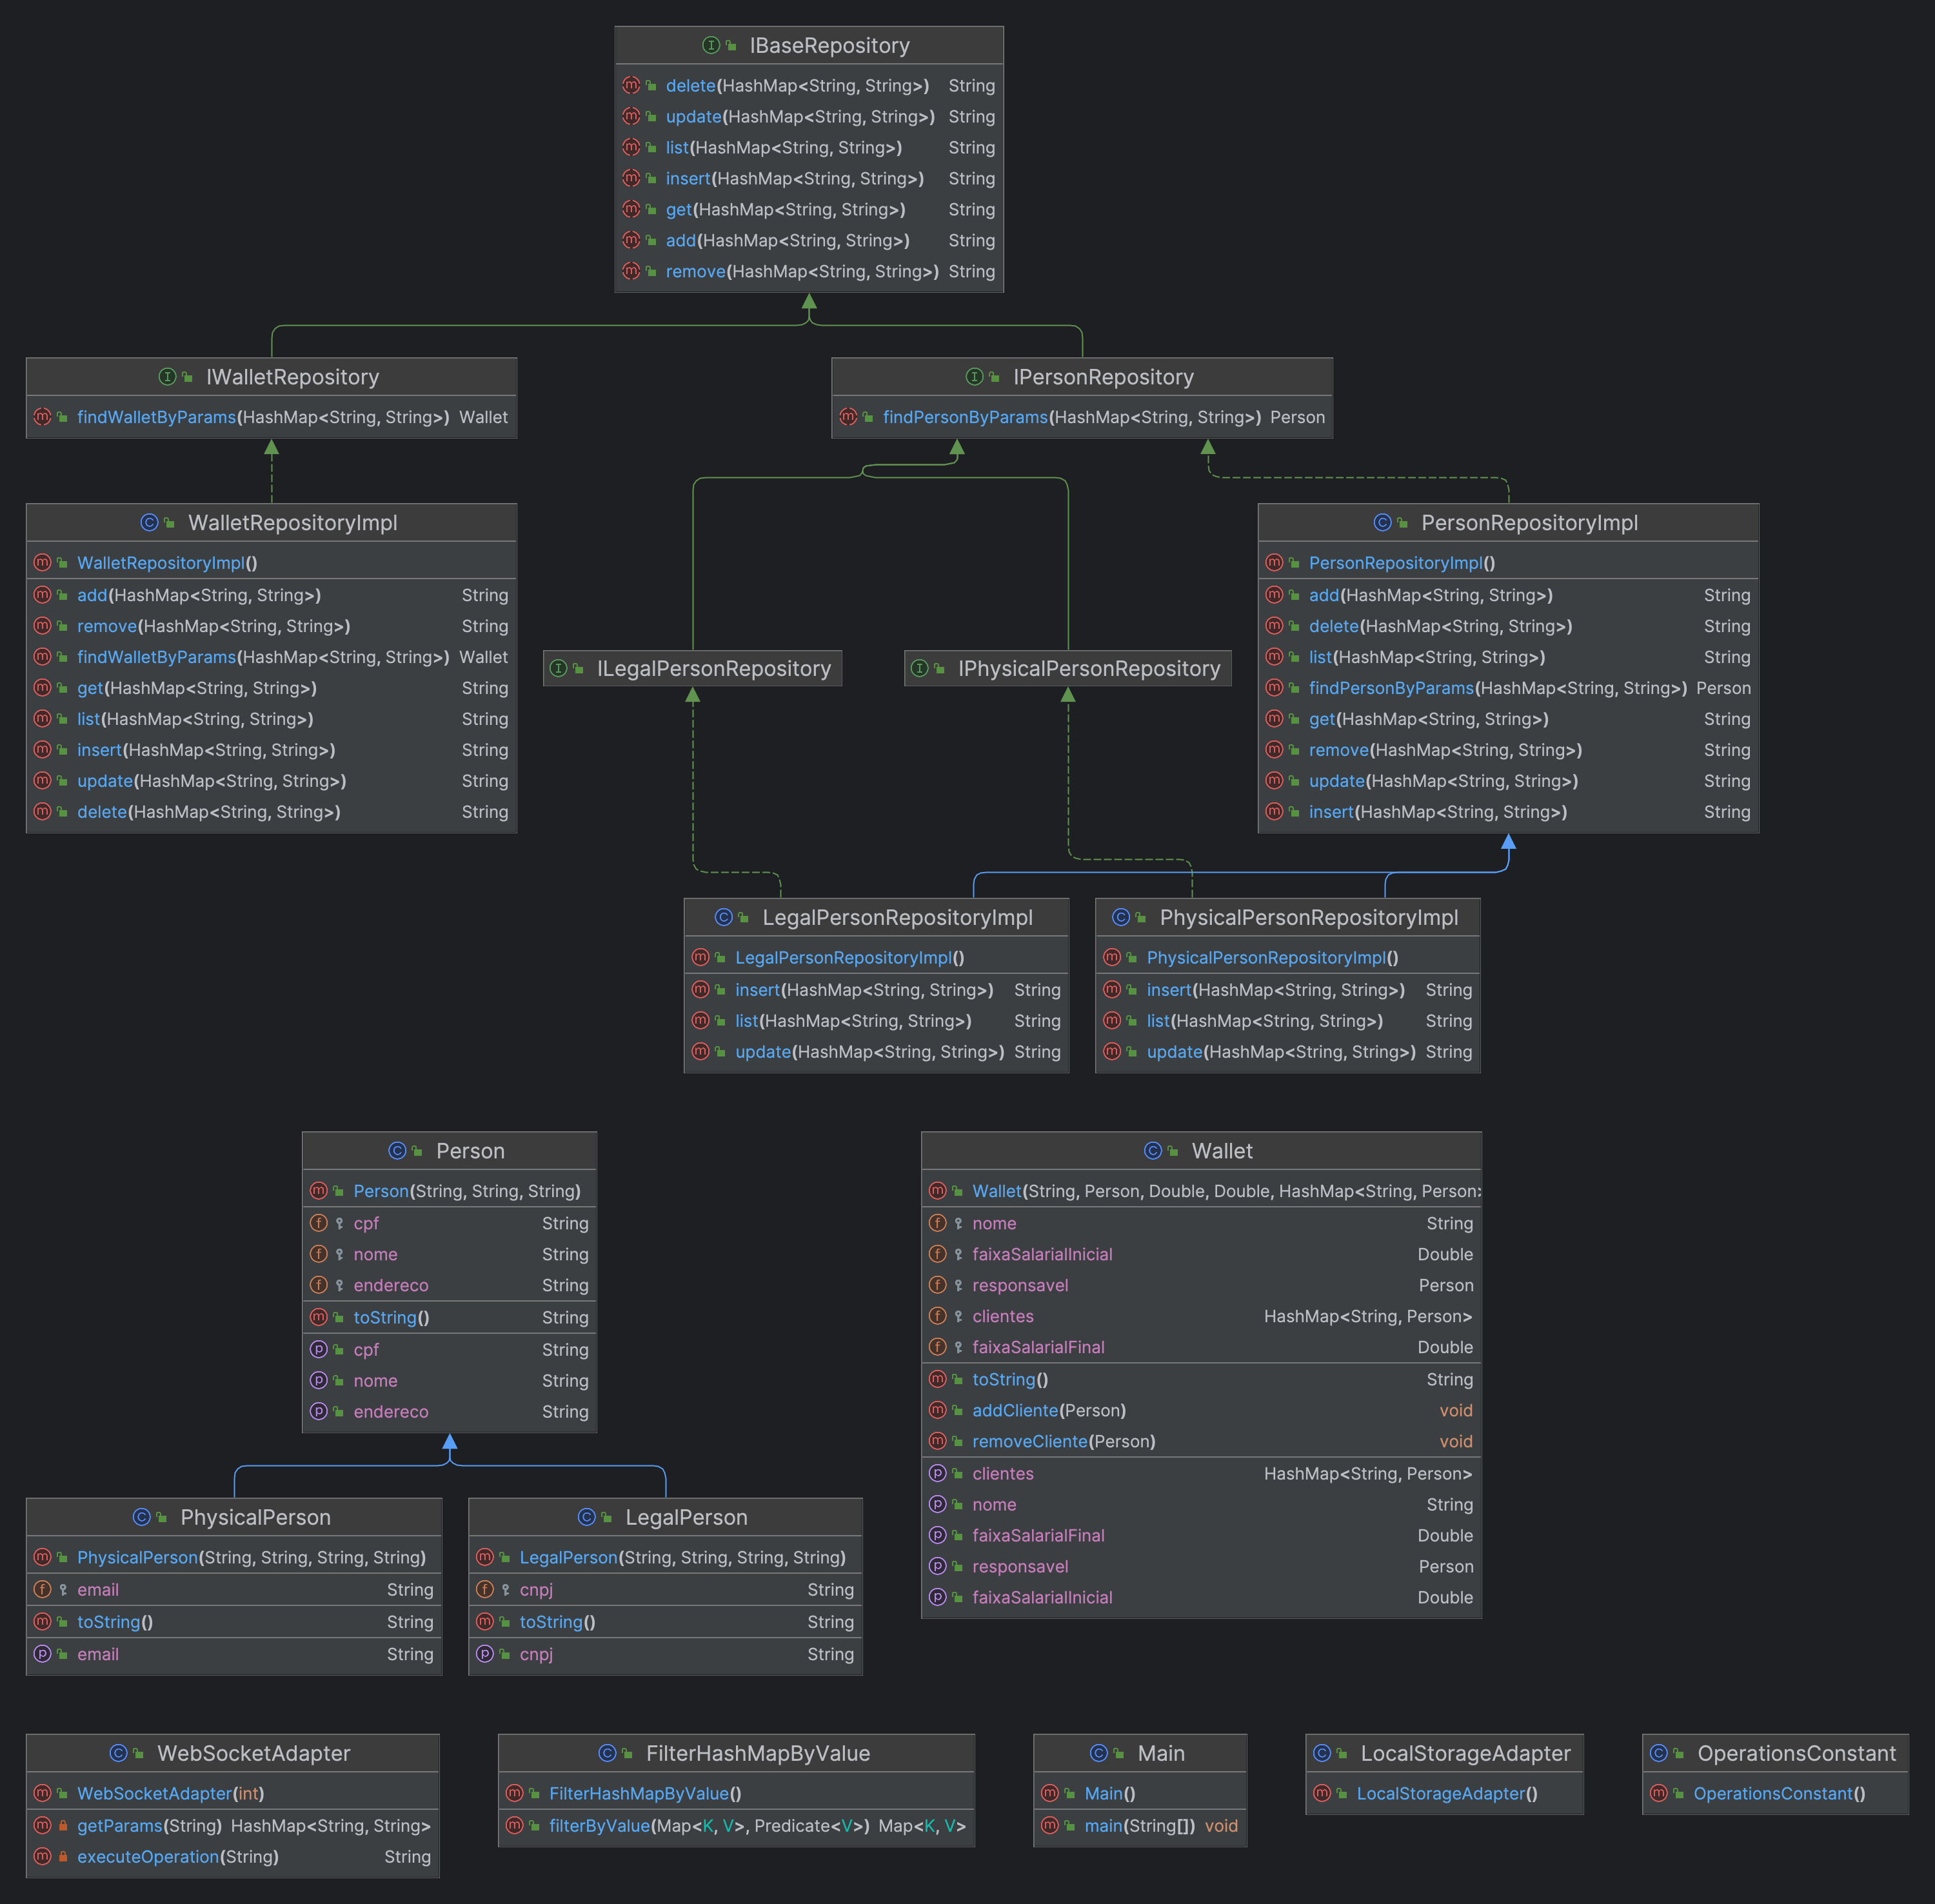 IBaseRepository
delete(HashMap<String, String>) String
update(HashMap<String, String>) String
list(HashMap<String, String>) String
insert(HashMap<String, String>) String
get(HashMap<String, String>) String
add(HashMap<String, String>) String
remove(HashMap<String, String>) String
IWalletRepository
findWalletByParams(HashMap<String, String>) Wallet
IPersonRepository
findPersonByParams(HashMap<String, String>) Person
WalletRepositoryImpl
WalletRepositoryImpl()
add(HashMap<String, String>) String
remove(HashMap<String, String>) String
findWalletByParams(HashMap<String, String>) Wallet
get(HashMap<String, String>) String
list(HashMap<String, String>) String
insert(HashMap<String, String>) String
update(HashMap<String, String>) String
delete(HashMap<String, String>) String
ILegalPersonRepository
IPhysicalPersonRepository
PersonRepositoryImpl
PersonRepositoryImpl()
add(HashMap<String, String>) String
delete(HashMap<String, String>) String
list(HashMap<String, String>) String
findPersonByParams(HashMap<String, String>) Person
get(HashMap<String, String>) String
remove(HashMap<String, String>) String
update(HashMap<String, String>) String
insert(HashMap<String, String>) String
LegalPersonRepositoryImpl
LegalPersonRepositoryImpl()
insert(HashMap<String, String>) String
list(HashMap<String, String>) String
update(HashMap<String, String>) String
PhysicalPersonRepositoryImpl
PhysicalPersonRepositoryImpl()
insert(HashMap<String, String>) String
list(HashMap<String, String>) String
update(HashMap<String, String>) String
Person
Person(String, String, String)
cpf String
nome String
endereco String
toString() String
cpf String
nome String
endereco String
Wallet
Wallet(String, Person, Double, Double, HashMap<String, Person>
nome String
faixaSalarialInicial Double
responsavel Person
clientes HashMap<String, Person>
faixaSalarialFinal Double
toString() String
addCliente(Person) void
removeCliente(Person) void
clientes HashMap<String, Person>
nome String
faixaSalarialFinal Double
responsavel Person
faixaSalarialInicial Double
PhysicalPerson
PhysicalPerson(String, String, String, String)
email String
toString() String
email String
LegalPerson
LegalPerson(String, String, String, String)
cnpj String
toString() String
cnpj String
WebSocketAdapter
WebSocketAdapter(int)
getParams(String) HashMap<String, String>
executeOperation(String) String
FilterHashMapByValue
FilterHashMapByValue()
filterByValue(Map<K, V>, Predicate<V>) Map<K, V>
Main
Main()
main(String[]) void
LocalStorageAdapter
LocalStorageAdapter()
OperationsConstant
OperationsConstant()